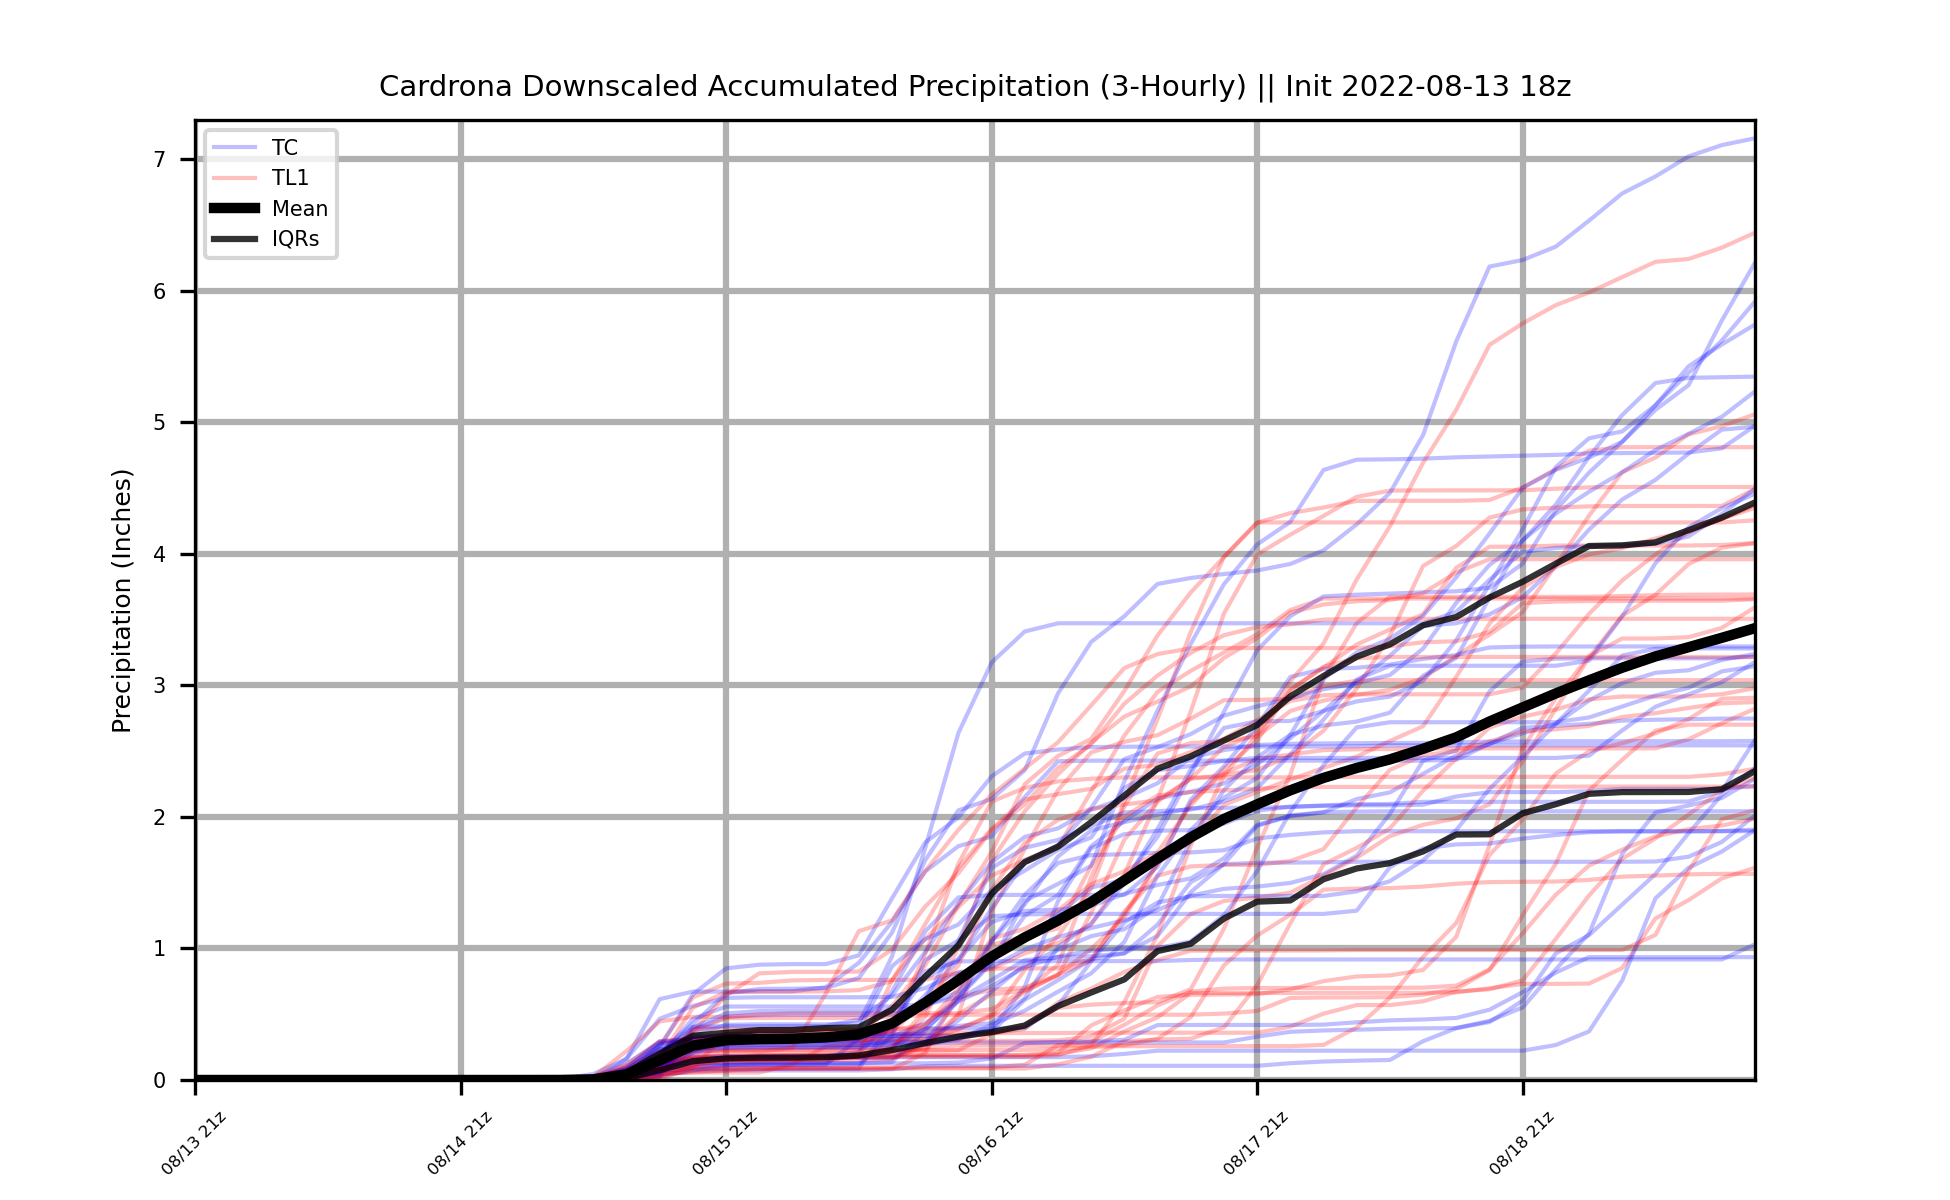 Cardrona Downscaled Accumulated Precipitation (3-Hourly) || Init 2022-08-13 18z
TC
TL1
Mean
IQRs
Precipitation (Inches)
7
6
5
4
3
2
1
0
08/13 21z
08/14 21z
08/15 21z
08/16 21z
08/17 21z
08/18 21z